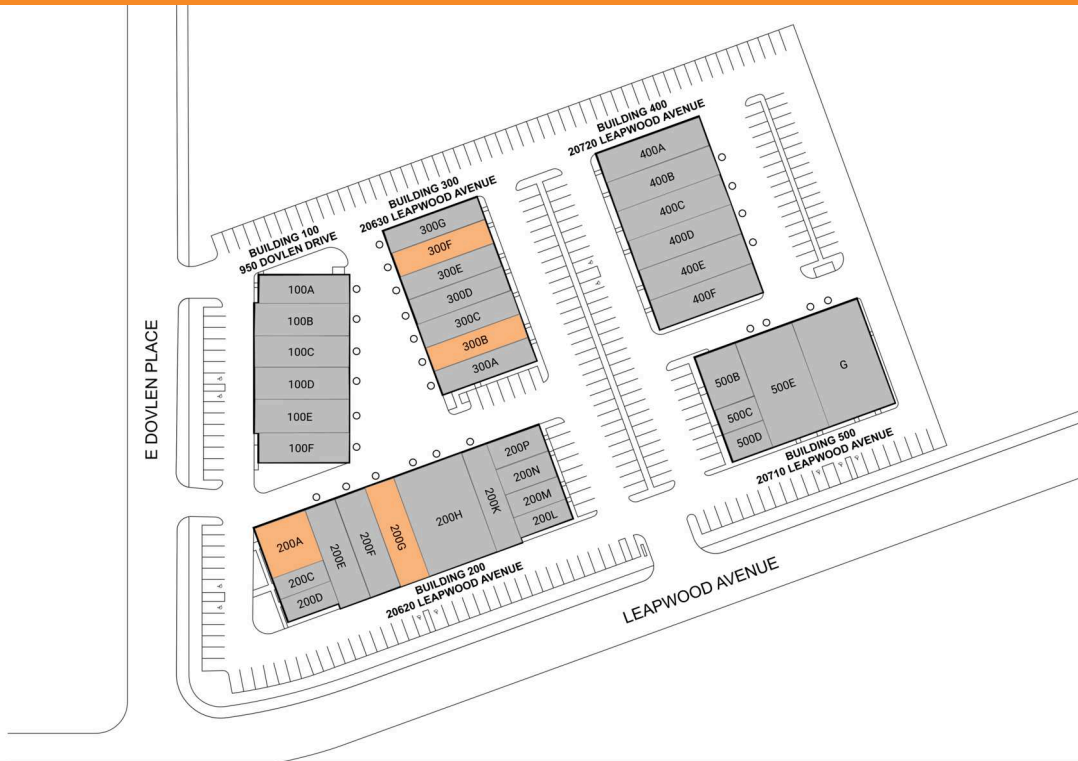 BUILDING 400
20720 LEAPWOOD AVENUE
400A
400B
400C
400D
400E
400F
BUILDING 300
20630 LEAPWOOD AVENUE
300G
300F
300E
300D
300C
300B
300A
BUILDING 100
950 DOVLEN DRIVE
100A
100B
100C
100D
100E
100F
E DOVLEN PLACE
500B
500C
500D
500E
G
BUILDING 500
20710 LEAPWOOD AVENUE
200A
200C
200D
200E
200F
200G
200H
200K
200P
200N
200M
200L
BUILDING 200
20620 LEAPWOOD AVENUE
LEAPWOOD AVENUE